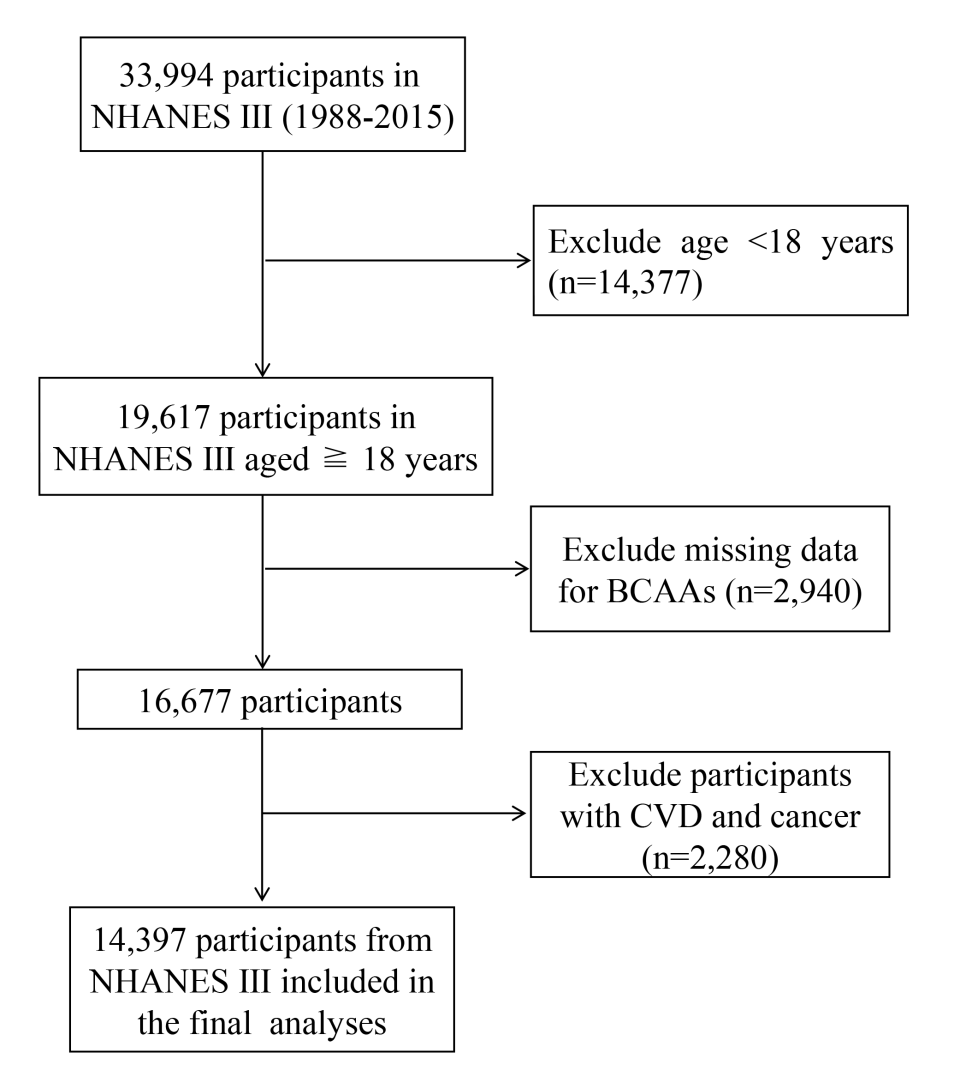 33,994 participants in
NHANES III (1988-2015)
Exclude age <18 years
(n=14,377)
19,617 participants in
NHANES III aged ≧ 18 years
Exclude missing data
for BCAAs (n=2,940)
16,677 participants
Exclude participants
with CVD and cancer
(n=2,280)
14,397 participants from
NHANES III included in
the final analyses